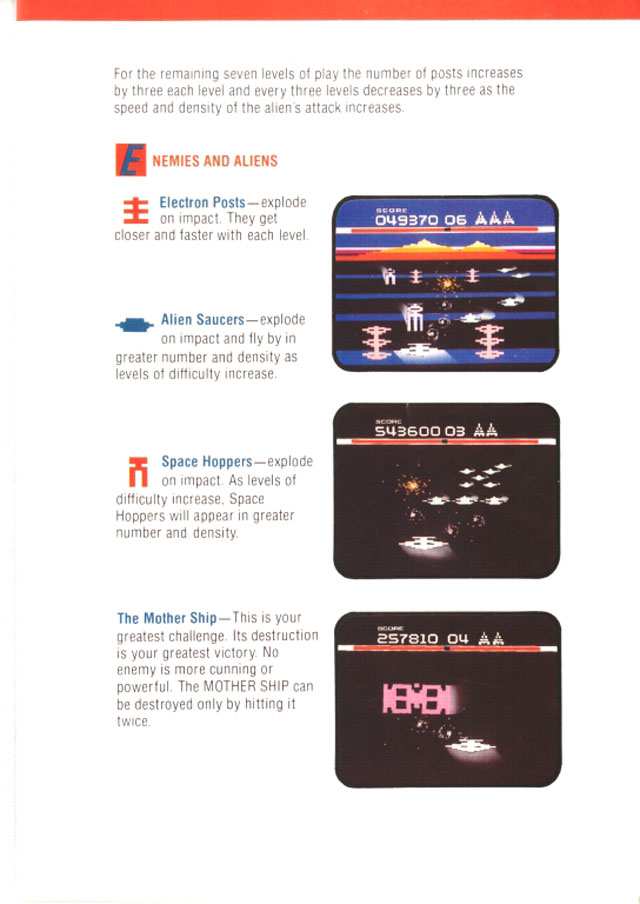 For the remaining seven levels of play the number of posts increases
by three each level and every three levels decreases by three as the
speed and density of the alien's attack increases.
ENEMIES AND ALIENS
Electron Posts—explode
on impact. They get
closer and faster with each level.
SCORE
049370 06
Alien Saucers—explode
on impact and fly by in
greater number and density as
levels of difficulty increase.
SCORE
543600 03
Space Hoppers—explode
on impact. As levels of
difficulty increase, Space
Hoppers will appear in greater
number and density.
The Mother Ship—This is your
greatest challenge. Its destruction
is your greatest victory. No
enemy is more cunning or
powerful. The MOTHER SHIP can
be destroyed only by hitting it
twice.
SCORE
257810 04